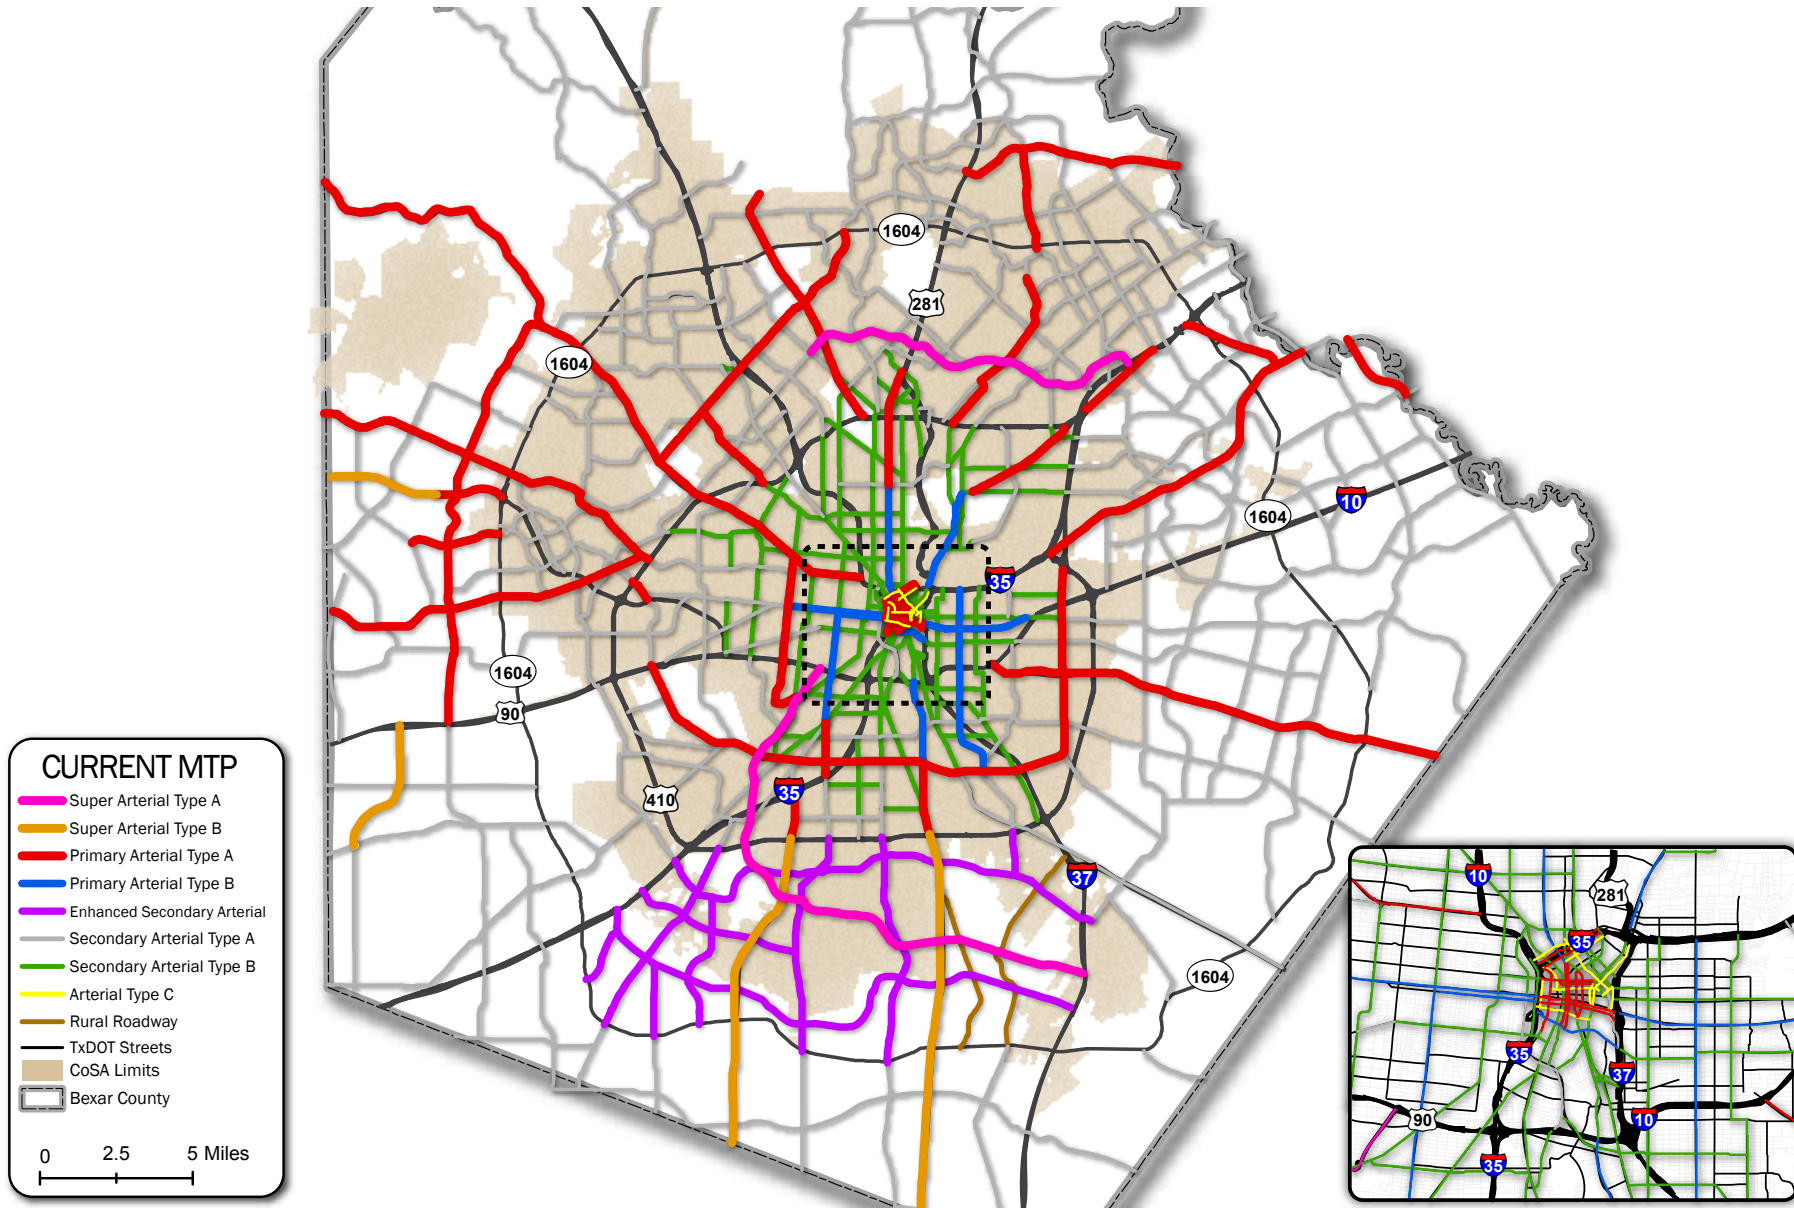 1604
281
1604
10
1604
35
1604
90
35
410
37
1604
CURRENT MTP
Super Arterial Type A
Super Arterial Type B
Primary Arterial Type A
Primary Arterial Type B
Enhanced Secondary Arterial
Secondary Arterial Type A
Secondary Arterial Type B
Arterial Type C
Rural Roadway
TxDOT Streets
CoSA Limits
Bexar County
0 2.5 5 Miles
10
281
35
35
37
90
10
35